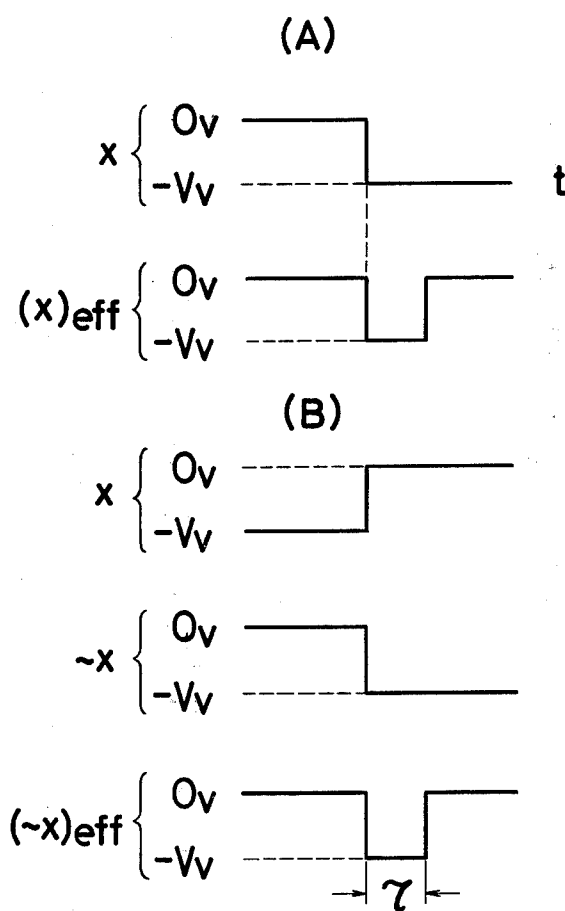 (A)
x { 0v
-Vv
t
(x)eff { 0v
-Vv
(B)
x { 0v
-Vv
~x { 0v
-Vv
(~x)eff { 0v
-Vv
τ